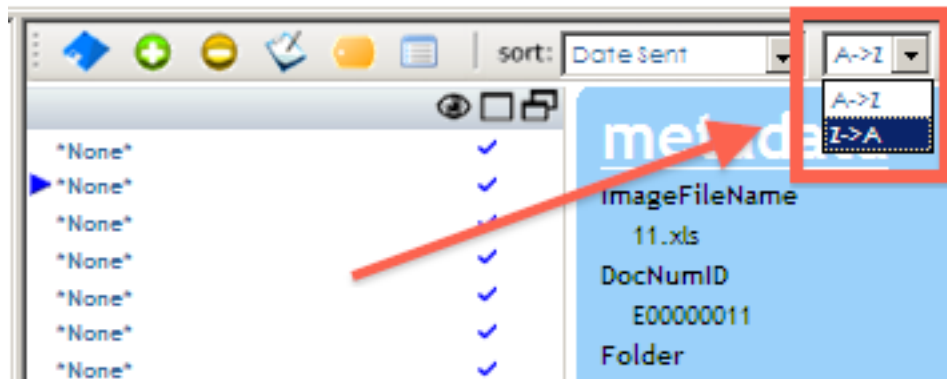 sort: Date Sent A->Z
A->Z
Z->A
metadata
*None*
*None*
*None*
*None*
*None*
*None*
*None*
ImageFileName
11.xls
DocNumID
E00000011
Folder